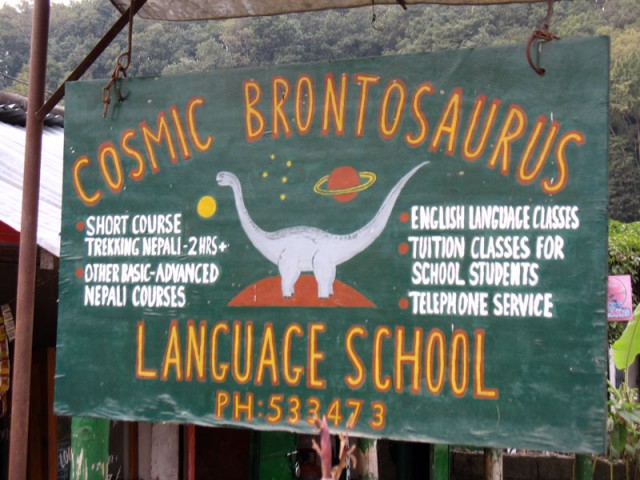 COSMIC BRONTOSAURUS
SHORT COURSE
TREKKING NEPALI - 2 HRS+
OTHER BASIC-ADVANCED
NEPALI COURSES
ENGLISH LANGUAGE CLASSES
TUITION CLASSES FOR
SCHOOL STUDENTS
TELEPHONE SERVICE
LANGUAGE SCHOOL
PH: 533473